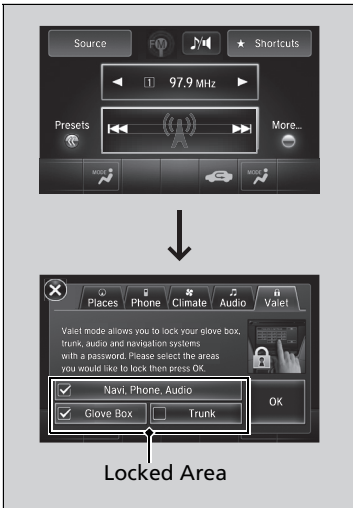 Source FM ★ Shortcuts
1 97.9 MHz
Presets More...
MODE MODE
Places Phone Climate Audio Valet
Valet mode allows you to lock your glove box,
trunk, audio and navigation systems
with a password. Please select the areas
you would like to lock then press OK.
Navi, Phone, Audio
OK
Glove Box Trunk
Locked Area